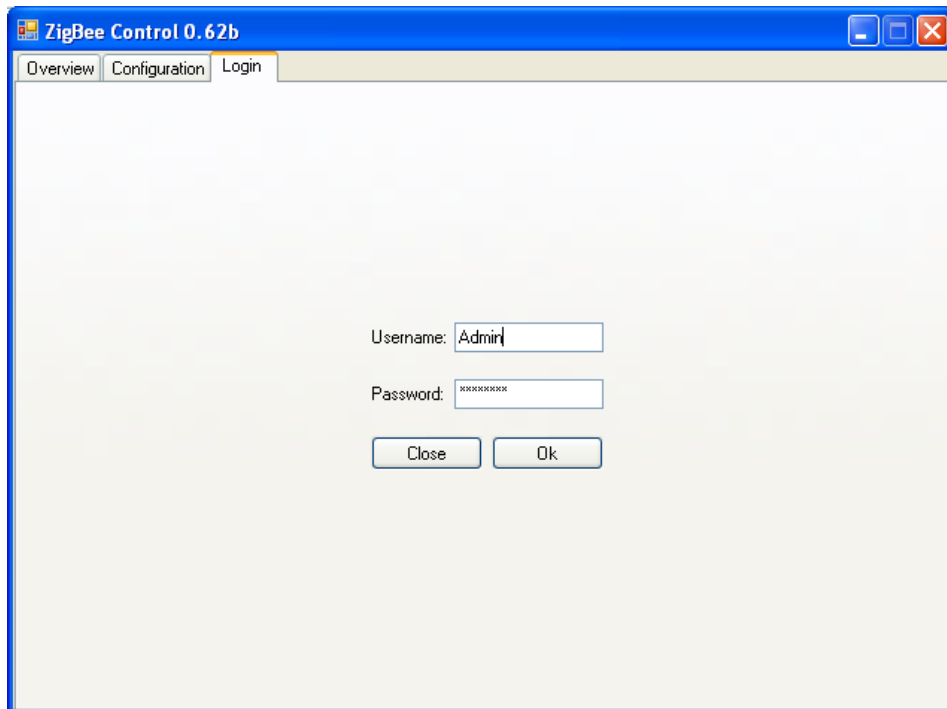 ZigBee Control 0.62b
Overview Configuration Login
Username: Admin
Password: ********
Close Ok